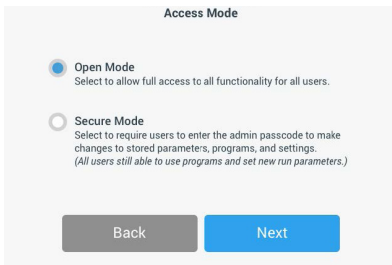 Access Mode
Open Mode
Select to allow full access to all functionality for all users.
Secure Mode
Select to require users to enter the admin passcode to make
changes to stored parameters, programs, and settings.
(All users still able to use programs and set new run parameters.)
Back
Next